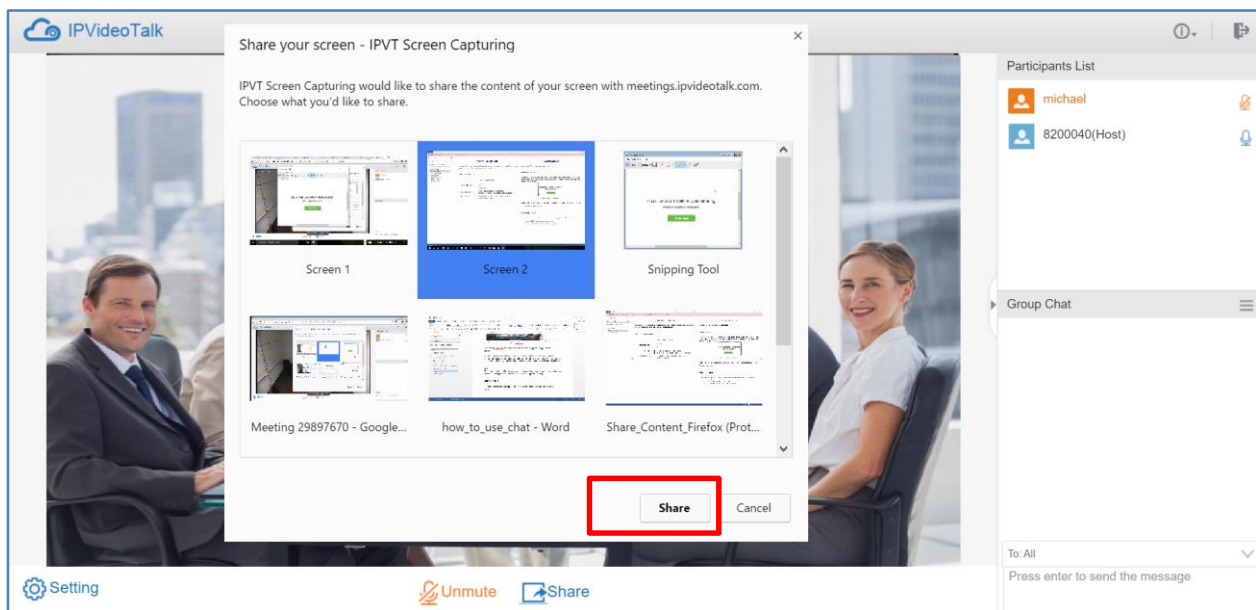 IPVideoTalk
Share your screen - IPVT Screen Capturing
IPVT Screen Capturing would like to share the content of your screen with meetings.ipvideotalk.com.
Choose what you'd like to share.
Screen 1
Screen 2
Snipping Tool
Meeting 29897670 - Google...
how_to_use_chat - Word
Share_Content_Firefox (Prot...
Share
Cancel
Participants List
michael
8200040(Host)
Group Chat
To: All
Press enter to send the message
Setting
Unmute
Share